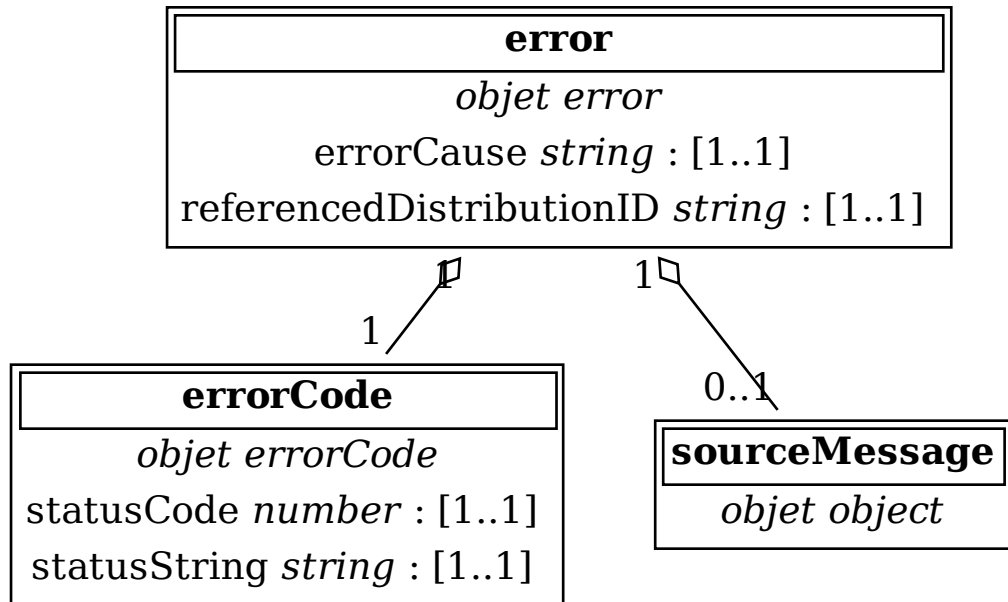 error
objet error
errorCause string : [1..1]
referencedDistributionID string : [1..1]
1
1
1
0..1
errorCode
objet errorCode
statusCode number : [1..1]
statusString string : [1..1]
sourceMessage
objet object